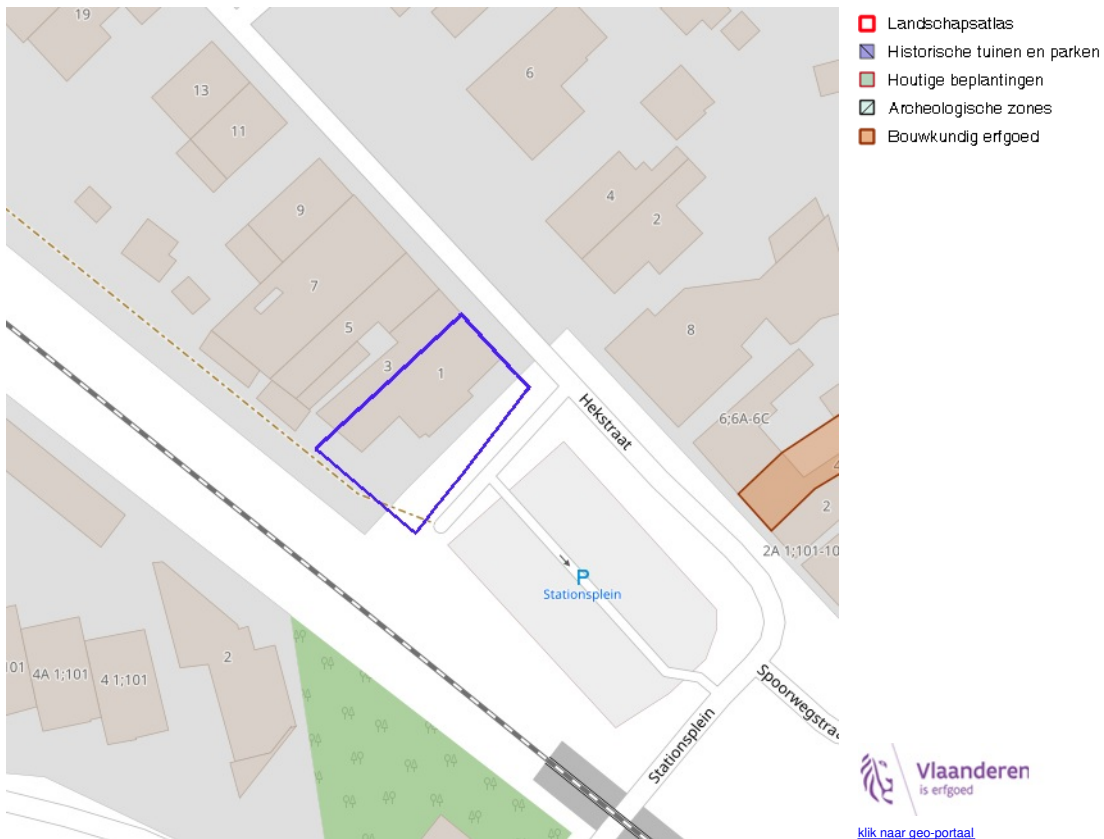 19
13
11
9
7
5
3
1
6
4
2
8
6;6A-6C
4
2
2A 1;101-10
Hekstraat
P
Stationsplein
Spoorwegstraa
Stationsplein
101
4A 1;101
4 1;101
2
Landschapsatlas
Historische tuinen en parken
Houtige beplantingen
Archeologische zones
Bouwkundig erfgoed
Vlaanderen
is erfgoed
klik naar geo-portaal